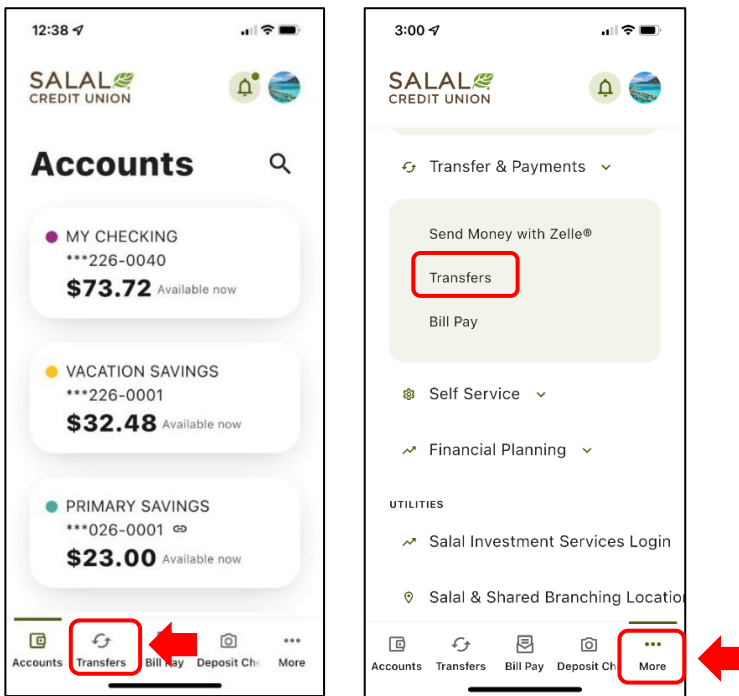 12:38
SALAL
CREDIT UNION
Accounts
MY CHECKING
***226-0040
$73.72 Available now
VACATION SAVINGS
***226-0001
$32.48 Available now
PRIMARY SAVINGS
***026-0001
$23.00 Available now
Accounts Transfers Bill Pay Deposit Ch More
3:00
SALAL
CREDIT UNION
Transfer & Payments
Send Money with Zelle®
Transfers
Bill Pay
Self Service
Financial Planning
UTILITIES
Salal Investment Services Login
Salal & Shared Branching Locatio
Accounts Transfers Bill Pay Deposit Ch More